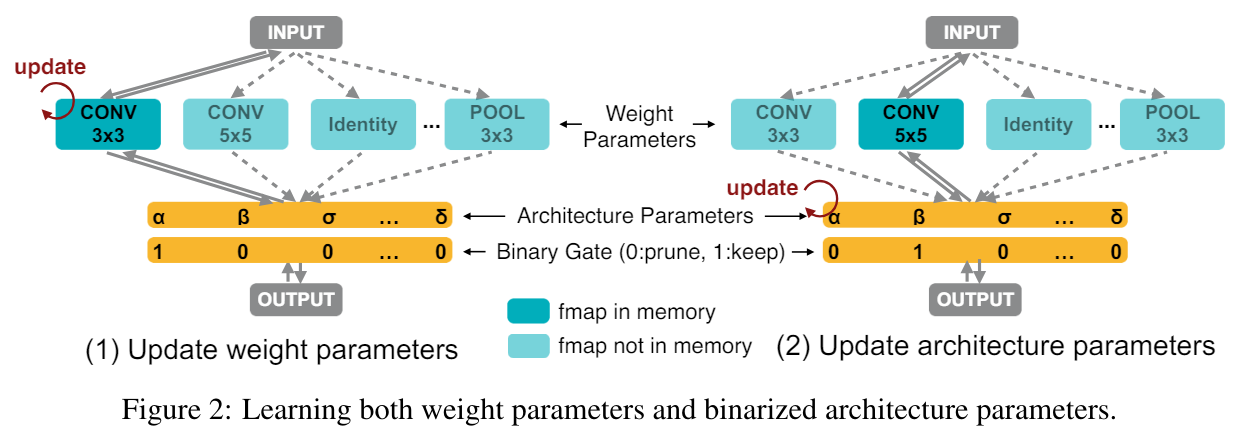 INPUT
update
CONV
3x3
CONV
5x5
Identity
...
POOL
3x3
α β σ ... δ
1 0 0 ... 0
OUTPUT
(1) Update weight parameters
Weight
Parameters
Architecture Parameters
Binary Gate (0:prune, 1:keep)
fmap in memory
fmap not in memory
INPUT
CONV
3x3
CONV
5x5
Identity
...
POOL
3x3
update
α β σ ... δ
0 1 0 ... 0
OUTPUT
(2) Update architecture parameters
Figure 2: Learning both weight parameters and binarized architecture parameters.